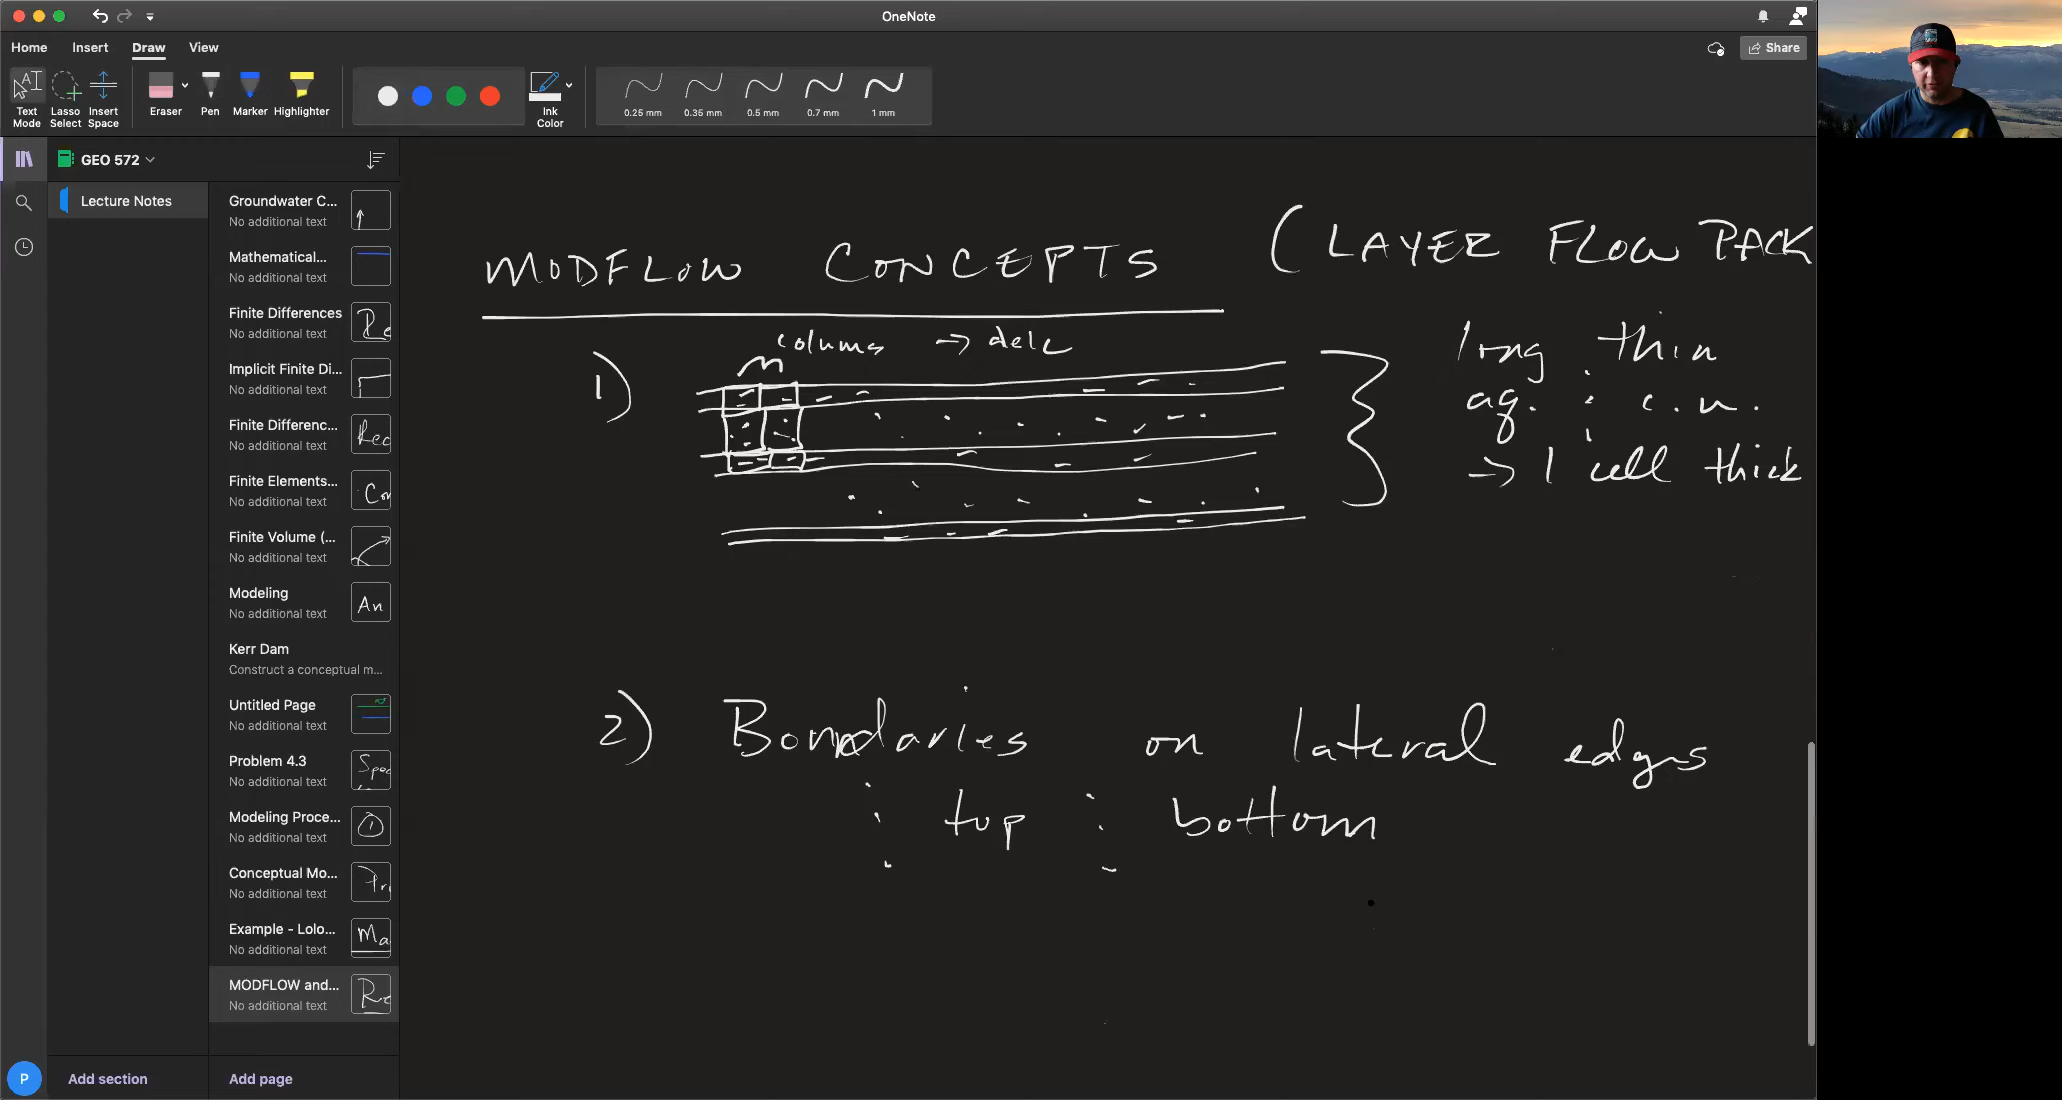 OneNote
Home Insert Draw View
Share
Text Mode
Lasso Select
Insert Space
Eraser
Pen
Marker
Highlighter
Ink Color
0.25 mm 0.35 mm 0.5 mm 0.7 mm 1 mm
GEO 572
Lecture Notes
Groundwater C...
No additional text
Mathematical...
No additional text
Finite Differences
No additional text
Implicit Finite Di...
No additional text
Finite Differenc...
No additional text
Finite Elements...
No additional text
Finite Volume (...
No additional text
Modeling
No additional text
Kerr Dam
Construct a conceptual m...
Untitled Page
No additional text
Problem 4.3
No additional text
Modeling Proce...
No additional text
Conceptual Mo...
No additional text
Example - Lolo...
No additional text
MODFLOW and...
No additional text
P
Add section
Add page
MODFLOW CONCEPTS (LAYER FLOW PACK
colums → delc
1)
long thin
aq. c.u.
→ 1 cell thick
2) Boundaries on lateral edges
top bottom